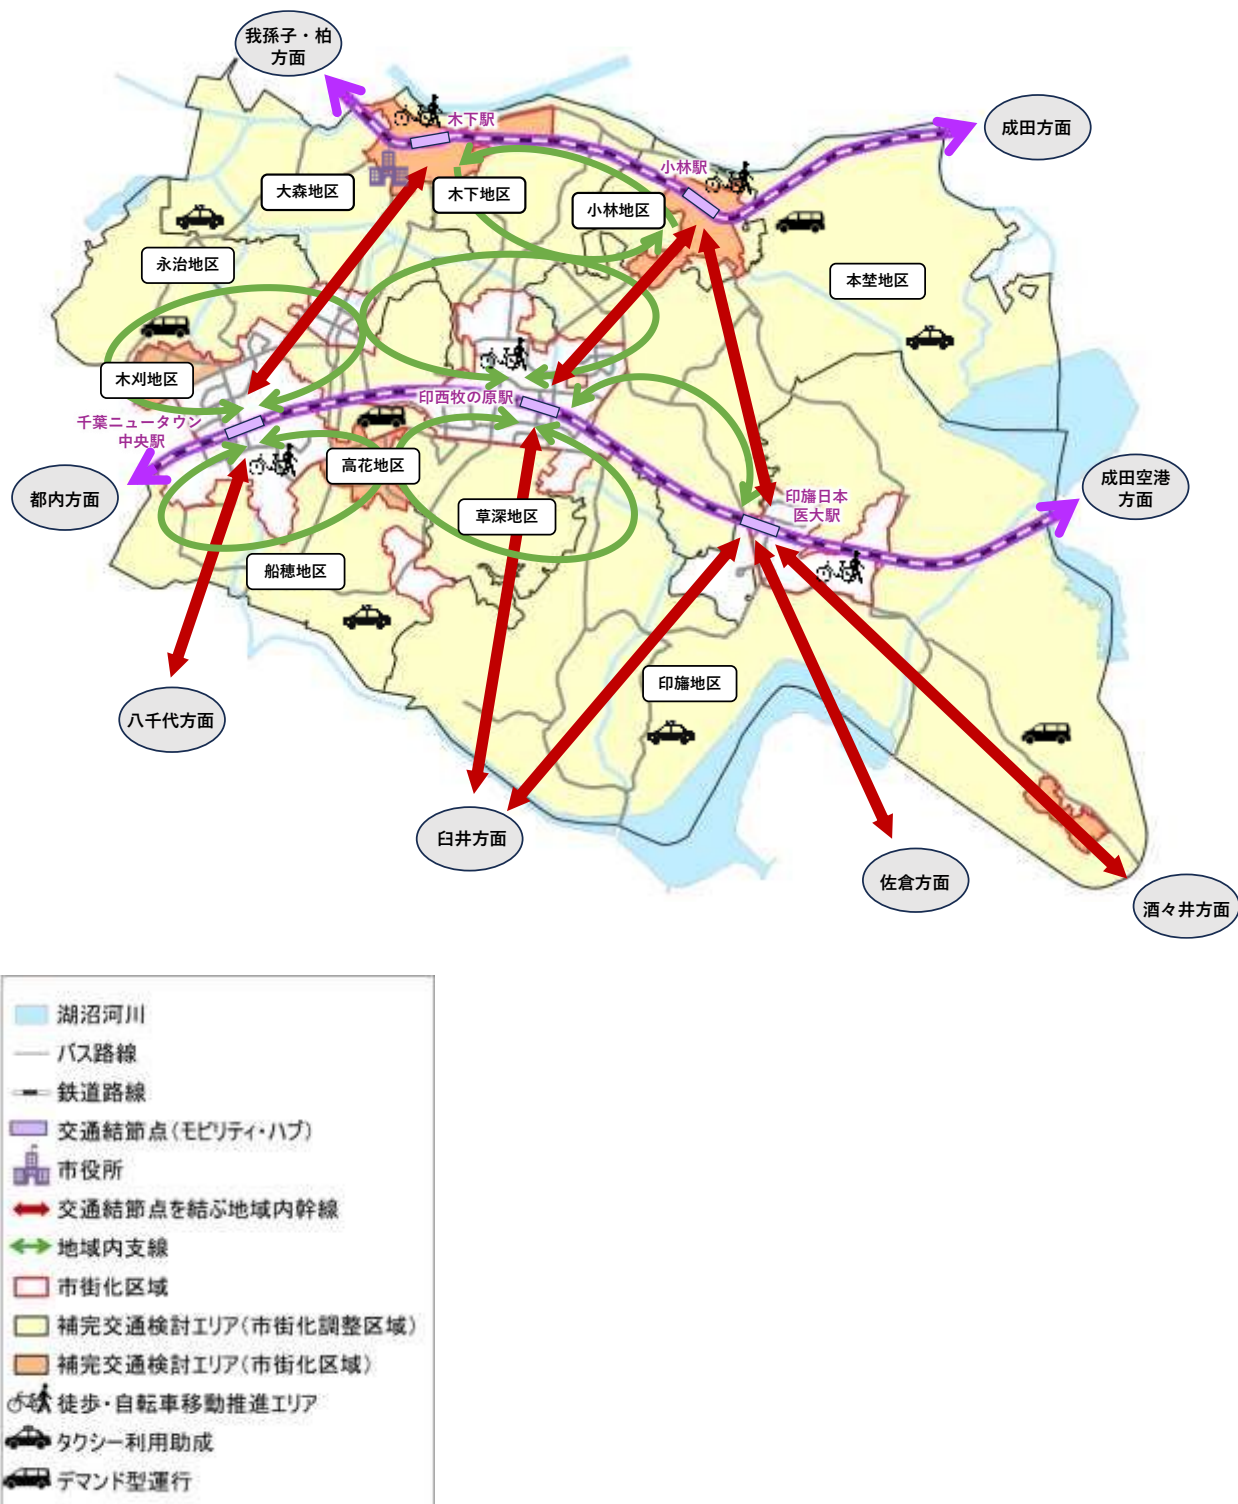 我孫子・柏
方面
成田方面
木下駅
小林駅
大森地区
木下地区
小林地区
永治地区
本埜地区
木刈地区
印西牧の原駅
千葉ニュータウン
中央駅
高花地区
都内方面
成田空港
方面
草深地区
印旛日本
医大駅
船穂地区
印旛地区
八千代方面
臼井方面
佐倉方面
酒々井方面
湖沼河川
バス路線
鉄道路線
交通結節点(モビリティ・ハブ)
市役所
交通結節点を結ぶ地域内幹線
地域内支線
市街化区域
補完交通検討エリア(市街化調整区域)
補完交通検討エリア(市街化区域)
徒歩・自転車移動推進エリア
タクシー利用助成
デマンド型運行